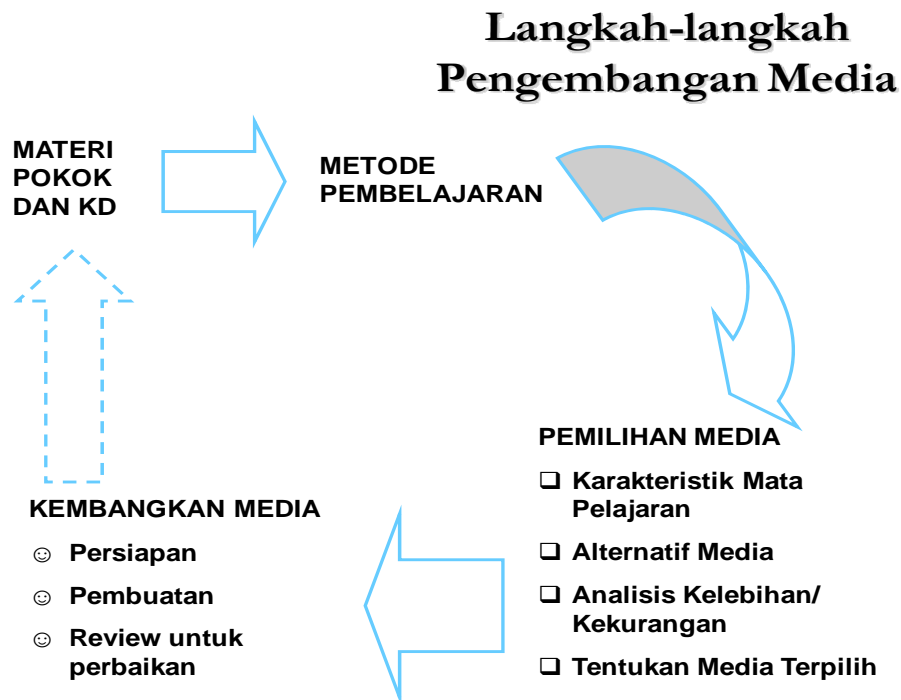 Langkah-langkah
Pengembangan Media
MATERI
POKOK
DAN KD
METODE
PEMBELAJARAN
PEMILIHAN MEDIA
❑ Karakteristik Mata
Pelajaran
❑ Alternatif Media
❑ Analisis Kelebihan/
Kekurangan
❑ Tentukan Media Terpilih
KEMBANGKAN MEDIA
☺ Persiapan
☺ Pembuatan
☺ Review untuk
perbaikan